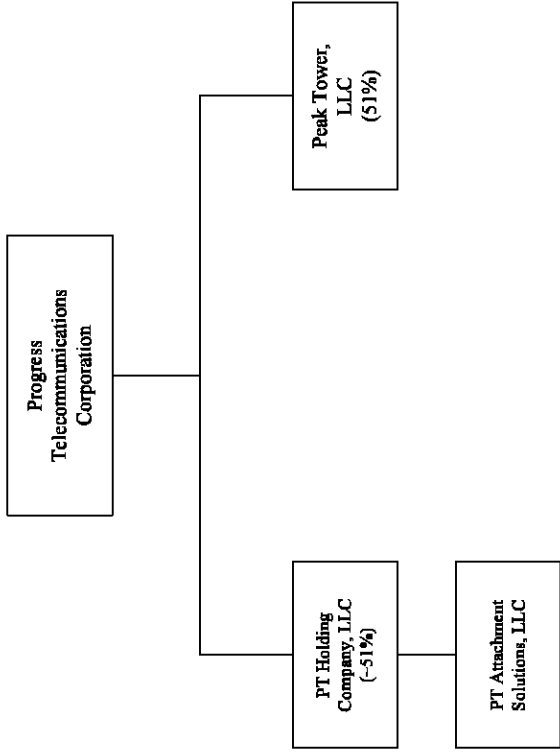 Progress
Telecommunications
Corporation
PT Holding
Company, LLC
(~51%)
Peak Tower,
LLC
(51%)
PT Attachment
Solutions, LLC